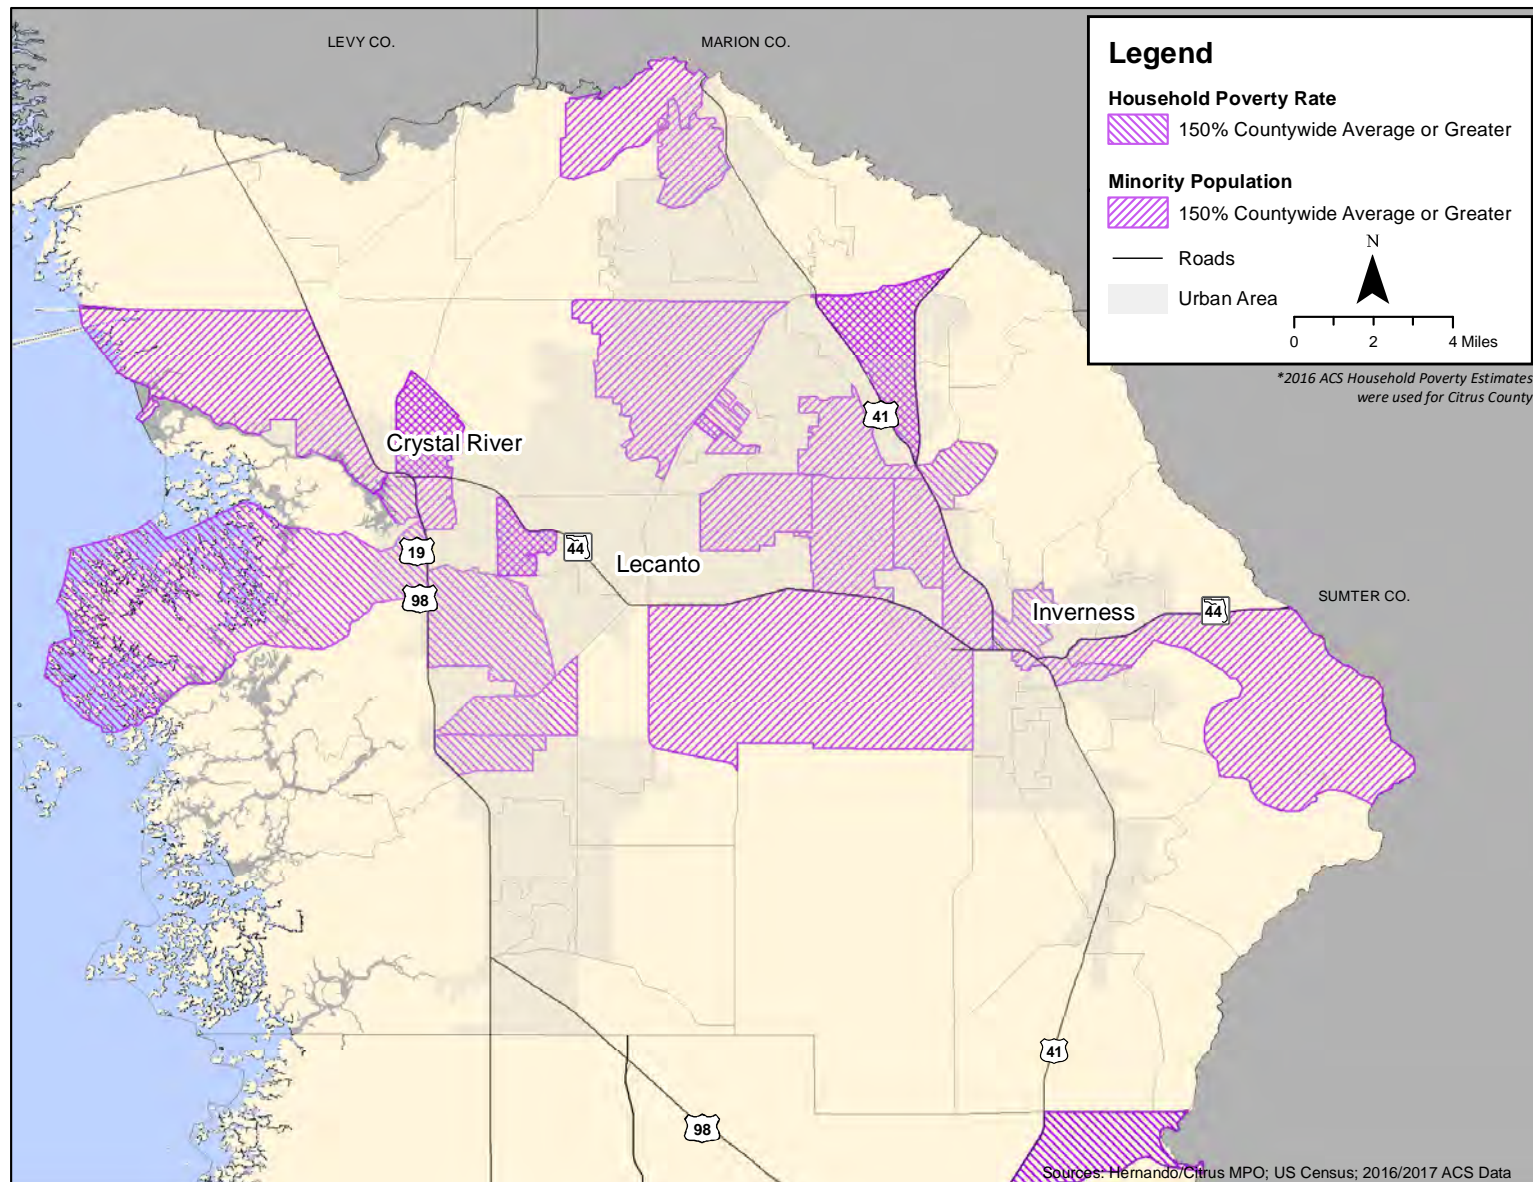 LEVY CO.
MARION CO.
Legend
Household Poverty Rate
150% Countywide Average or Greater
Minority Population
150% Countywide Average or Greater
Roads
Urban Area
N
0 2 4 Miles
*2016 ACS Household Poverty Estimates
were used for Citrus County
41
Crystal River
19
44
Lecanto
98
SUMTER CO.
44
Inverness
41
98
Sources: Hernando/Citrus MPO; US Census; 2016/2017 ACS Data